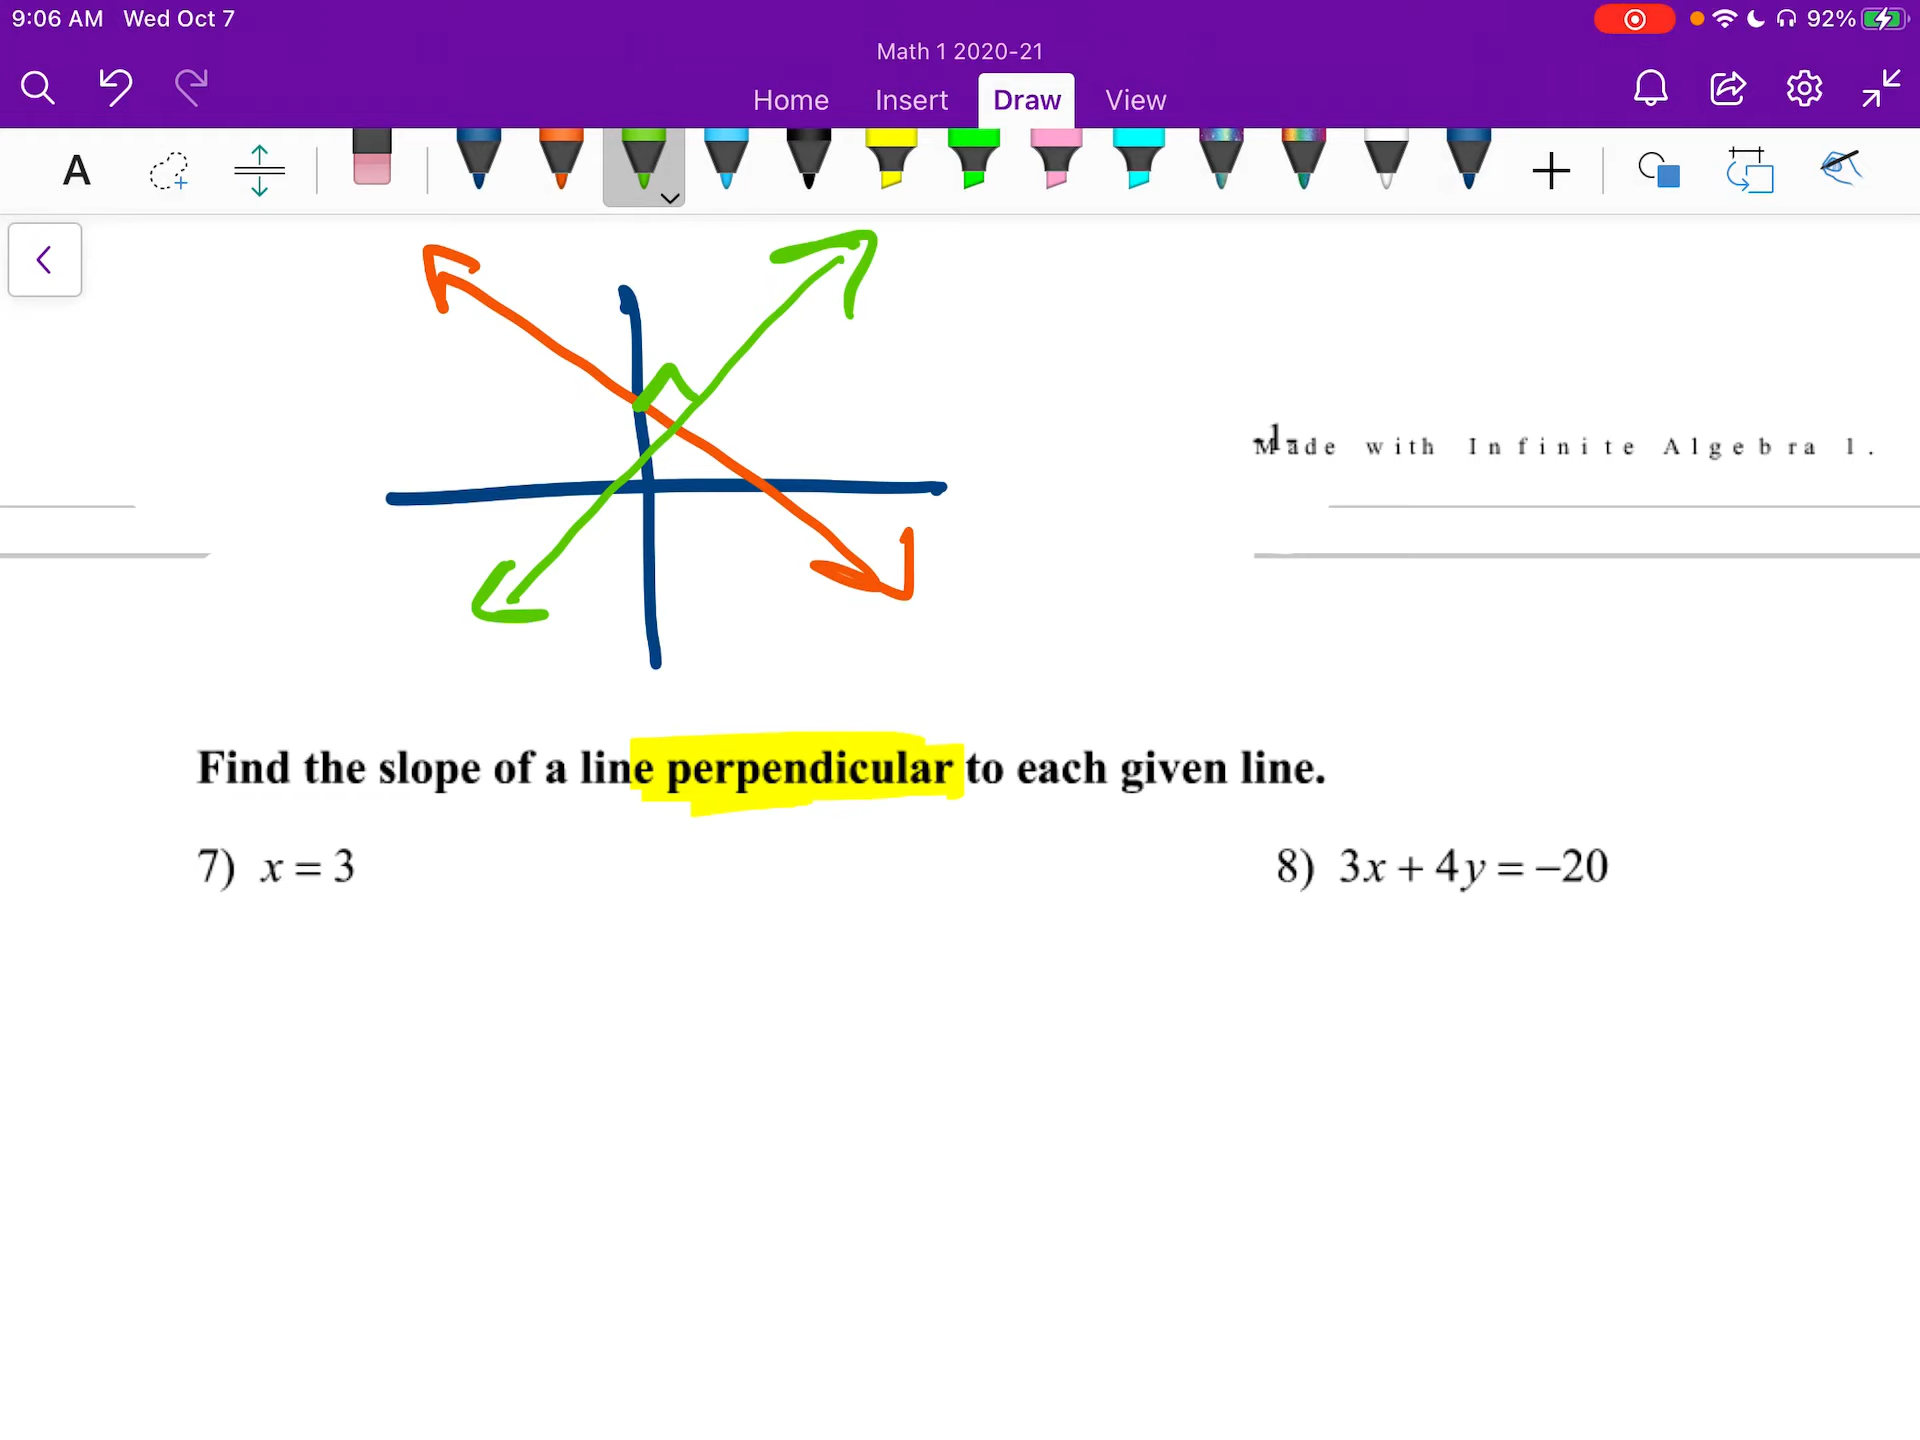 9:06 AM Wed Oct 7
92%
Math 1 2020-21
Home Insert Draw View
A
-1-
Made with Infinite Algebra 1.
Find the slope of a line perpendicular to each given line.
7) x = 3
8) 3x + 4y = −20